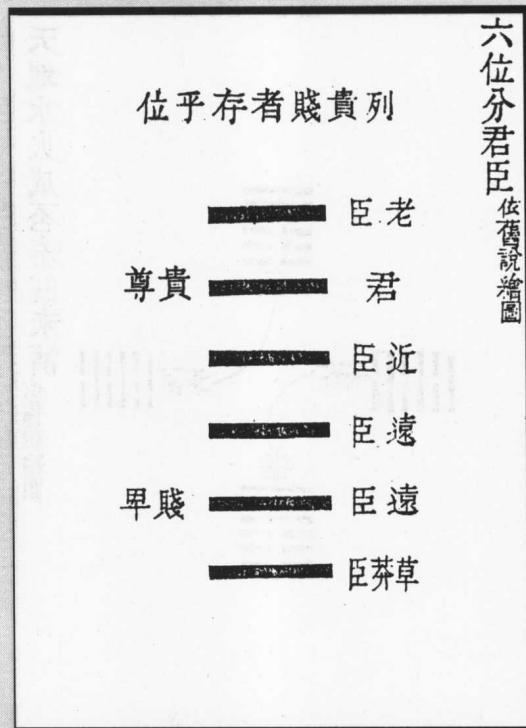 六位分君臣 依舊說繪圖
列貴賤者存乎位
老臣
君 貴尊
近臣
遠臣
遠臣 賤卑
草莽臣